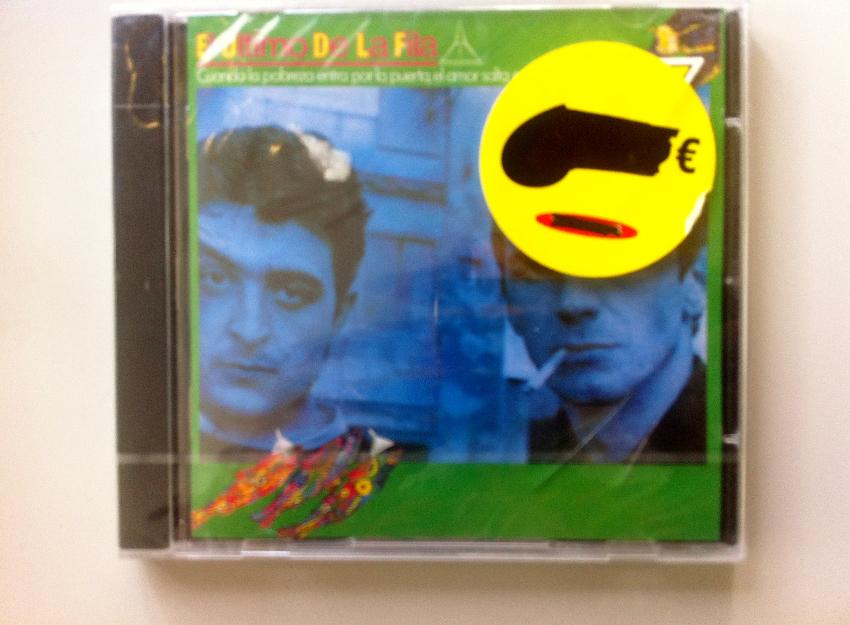 El Último De La Fila
Cuando la pobreza entra por la puerta, el amor salta
€